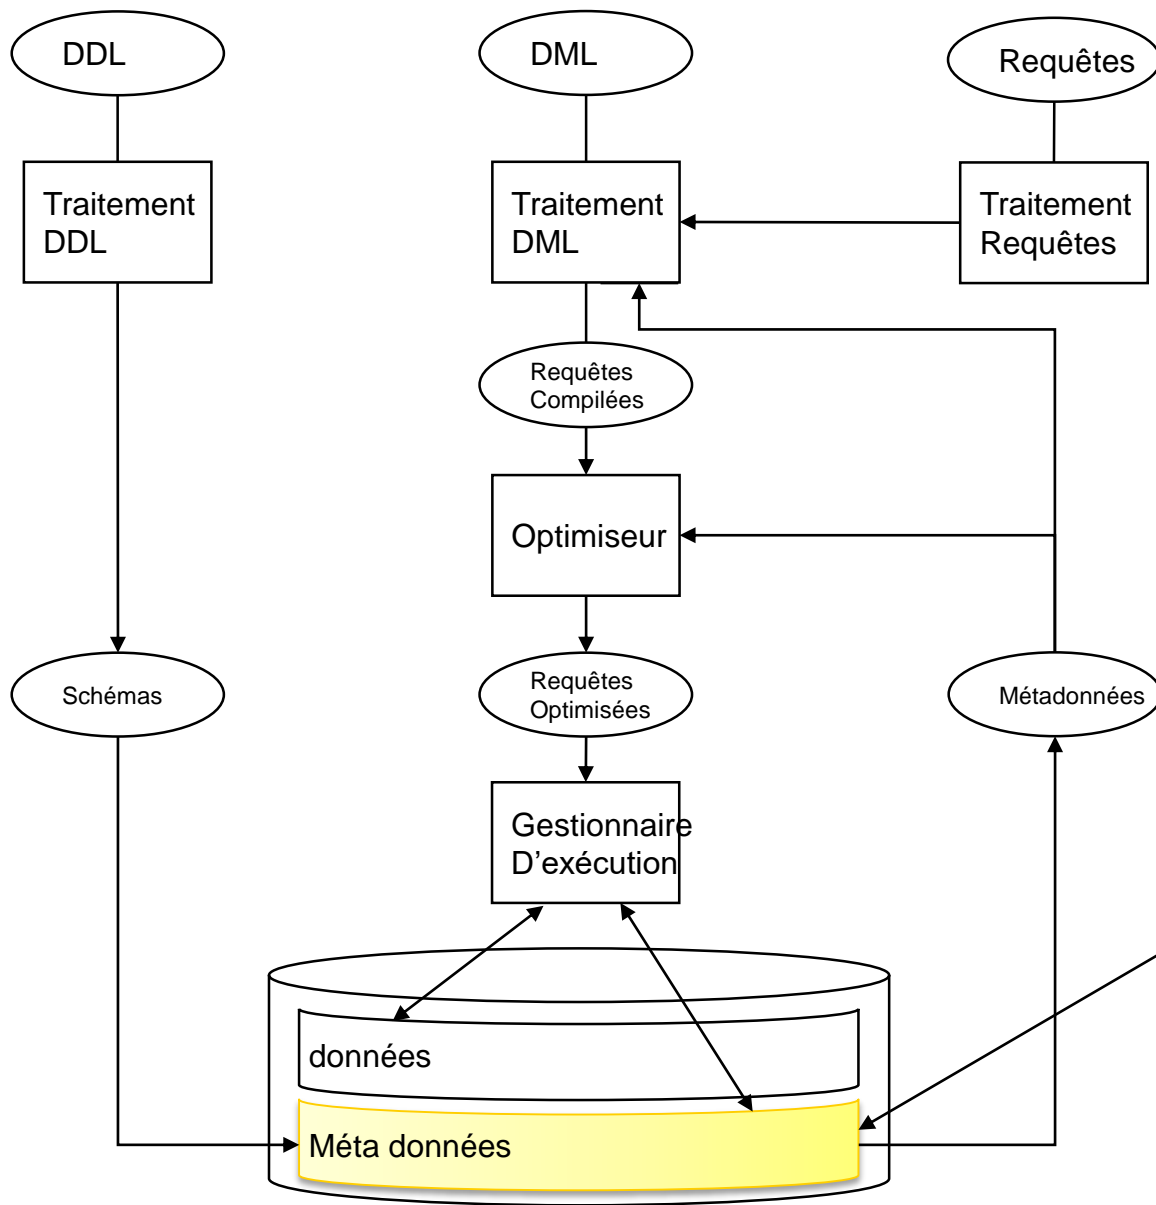 DDL
DML
Requêtes
Traitement
DDL
Traitement
DML
Traitement
Requêtes
Requêtes
Compilées
Optimiseur
Schémas
Requêtes
Optimisées
Métadonnées
Gestionnaire
D’exécution
données
Méta données